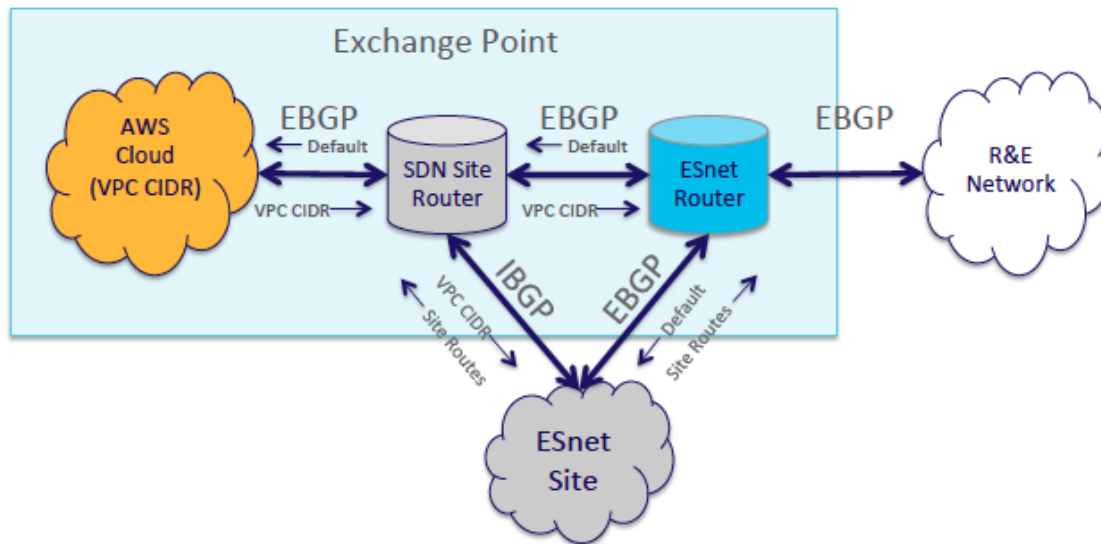 Exchange Point
AWS
Cloud
(VPC CIDR)
EBGP
Default
VPC CIDR
SDN Site
Router
EBGP
Default
VPC CIDR
ESnet
Router
EBGP
R&E
Network
IBGP
VPC CIDR
Site Routes
EBGP
Default
Site Routes
ESnet
Site